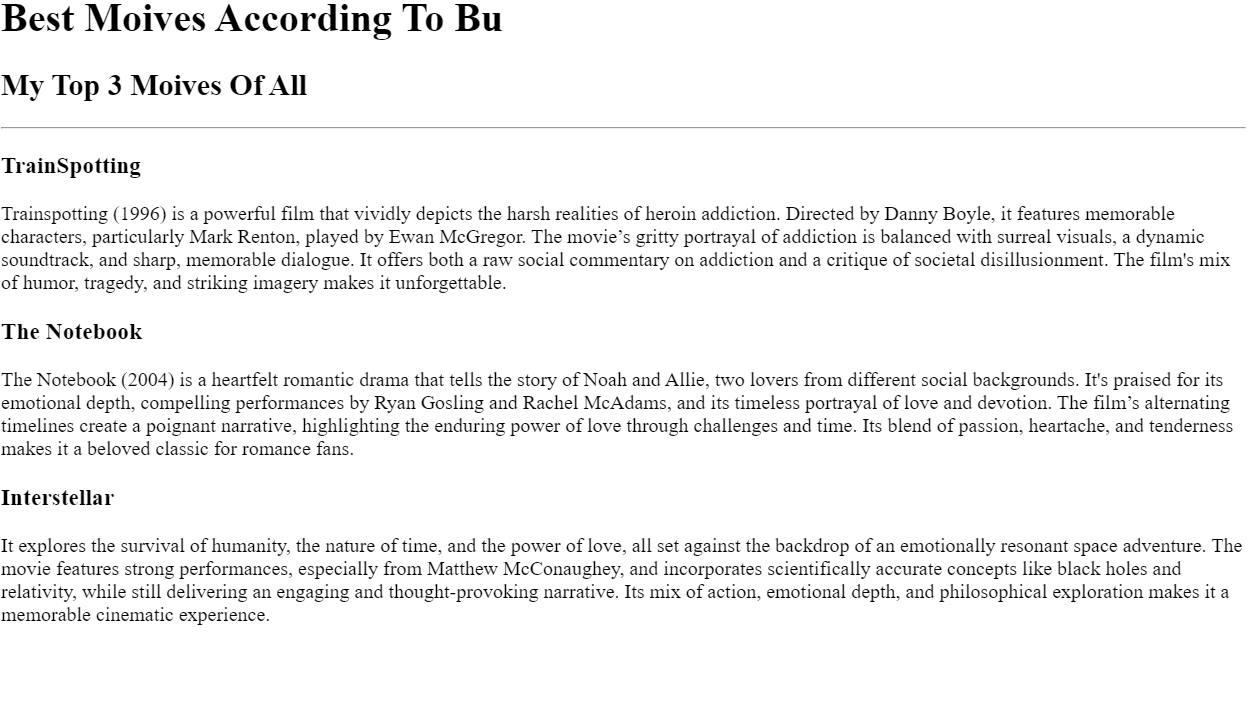 Best Moives According To Bu
My Top 3 Moives Of All
TrainSpotting
Trainspotting (1996) is a powerful film that vividly depicts the harsh realities of heroin addiction. Directed by Danny Boyle, it features memorable
characters, particularly Mark Renton, played by Ewan McGregor. The movie’s gritty portrayal of addiction is balanced with surreal visuals, a dynamic
soundtrack, and sharp, memorable dialogue. It offers both a raw social commentary on addiction and a critique of societal disillusionment. The film's mix
of humor, tragedy, and striking imagery makes it unforgettable.
The Notebook
The Notebook (2004) is a heartfelt romantic drama that tells the story of Noah and Allie, two lovers from different social backgrounds. It's praised for its
emotional depth, compelling performances by Ryan Gosling and Rachel McAdams, and its timeless portrayal of love and devotion. The film’s alternating
timelines create a poignant narrative, highlighting the enduring power of love through challenges and time. Its blend of passion, heartache, and tenderness
makes it a beloved classic for romance fans.
Interstellar
It explores the survival of humanity, the nature of time, and the power of love, all set against the backdrop of an emotionally resonant space adventure. The
movie features strong performances, especially from Matthew McConaughey, and incorporates scientifically accurate concepts like black holes and
relativity, while still delivering an engaging and thought-provoking narrative. Its mix of action, emotional depth, and philosophical exploration makes it a
memorable cinematic experience.